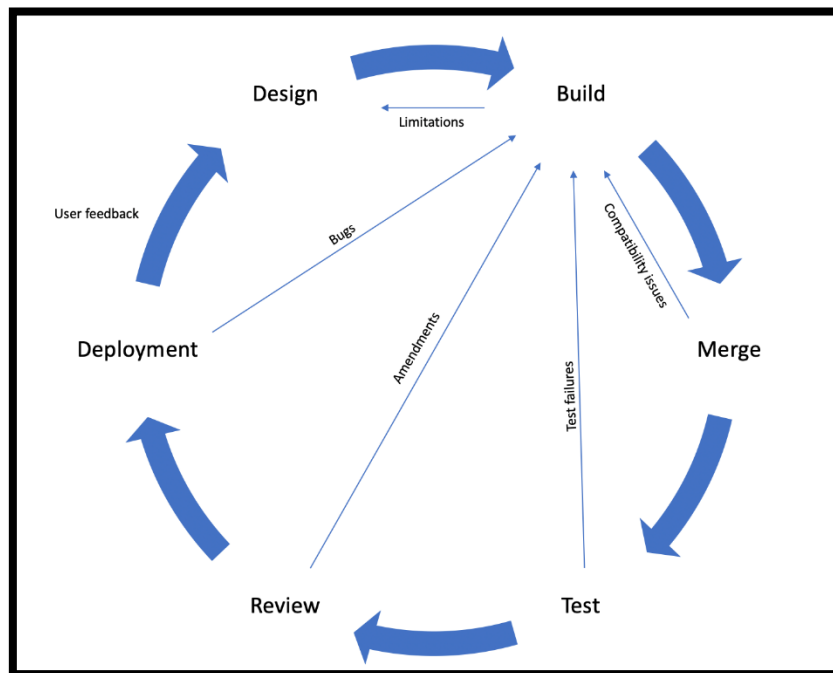 Design
Build
Limitations
User feedback
Bugs
Compatibility issues
Amendments
Test failures
Deployment
Merge
Review
Test